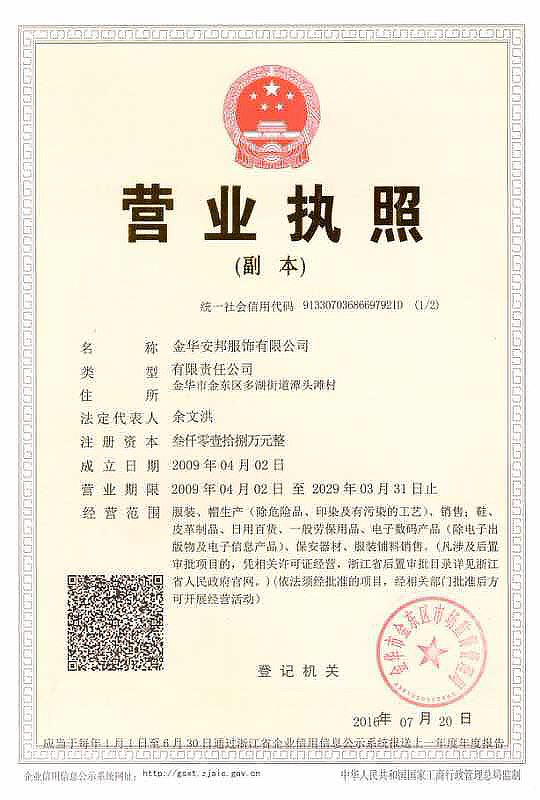 营业执照
(副 本)
统一社会信用代码 91330703686697921D (1/2)
名 称 金华安邦服饰有限公司
类 型 有限责任公司
住 所 金华市金东区多湖街道潭头滩村
法定代表人 余文洪
注册资本 叁仟零壹拾捌万元整
成立日期 2009年04月02日
营业期限 2009年04月02日至2029年03月31日止
经营范围 服装、帽生产（除危险品、印染及有污染的工艺）、销售；鞋、
皮革制品、日用百货、一般劳保用品、电子数码产品（除电子出
版物及电子信息产品）、保安器材、服装辅料销售。（凡涉及后置
审批项目的，凭相关许可证经营，浙江省后置审批目录详见浙江
省人民政府官网。）(依法须经批准的项目，经相关部门批准后方
可开展经营活动）
金华市金东区市场监督管理局
登记机关
2016年07月20日
应当于每年1月1日至6月30日通过浙江省企业信用信息公示系统报送上一年度年度报告
企业信用信息公示系统网址：http://gsxt.zjaic.gov.cn 中华人民共和国国家工商行政管理总局监制